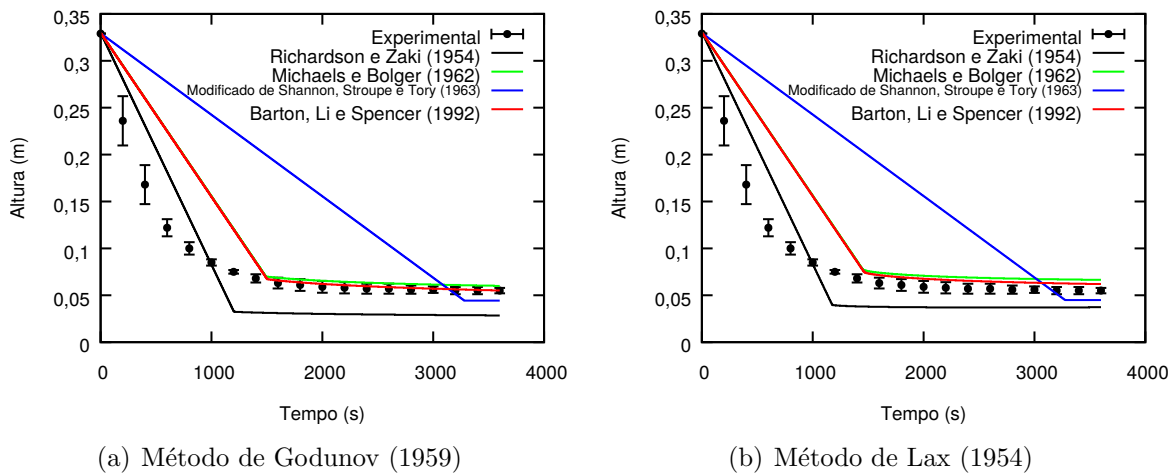 0,35
0,3
0,25
0,2
0,15
0,1
0,05
0
Altura (m)
0 1000 2000 3000 4000
Tempo (s)
Experimental
Richardson e Zaki (1954)
Michaels e Bolger (1962)
Modificado de Shannon, Stroupe e Tory (1963)
Barton, Li e Spencer (1992)
(a) Método de Godunov (1959)
0,35
0,3
0,25
0,2
0,15
0,1
0,05
0
Altura (m)
0 1000 2000 3000 4000
Tempo (s)
Experimental
Richardson e Zaki (1954)
Michaels e Bolger (1962)
Modificado de Shannon, Stroupe e Tory (1963)
Barton, Li e Spencer (1992)
(b) Método de Lax (1954)